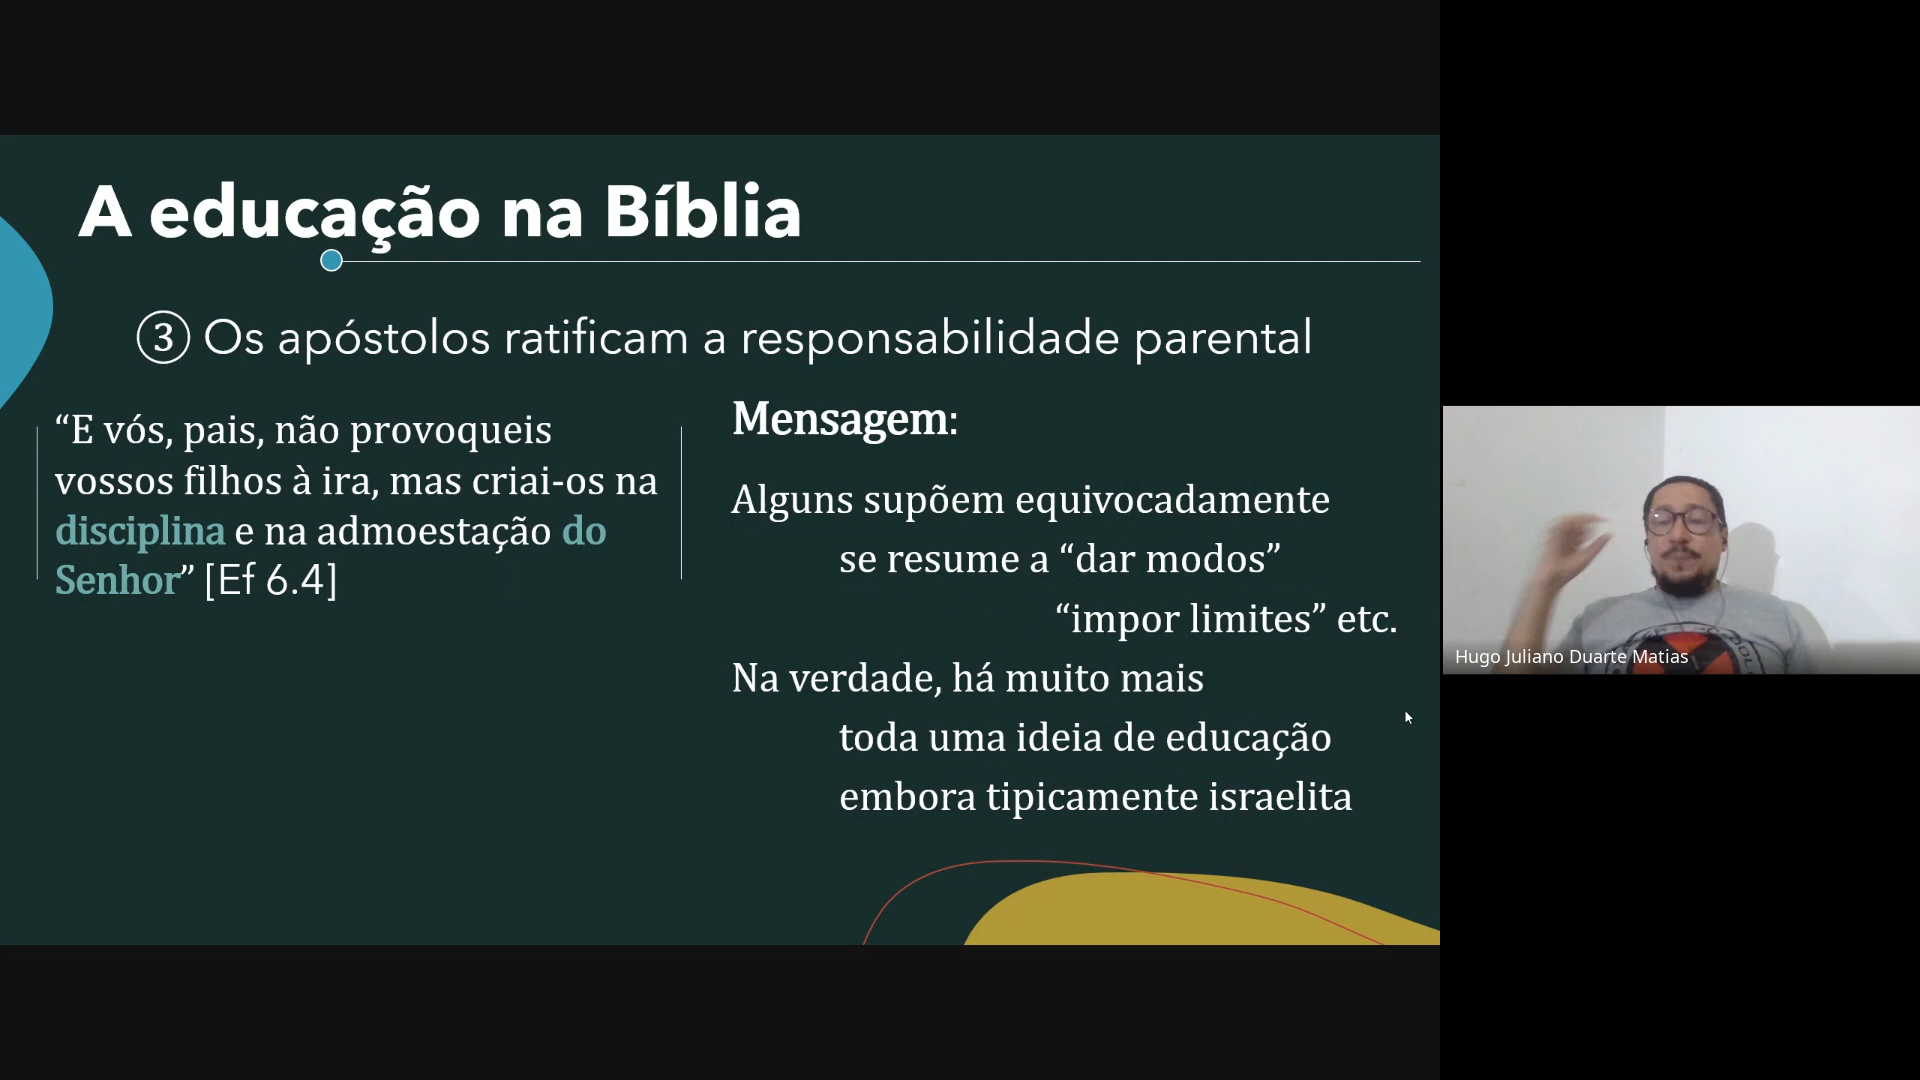 A educação na Bíblia
③ Os apóstolos ratificam a responsabilidade parental
“E vós, pais, não provoqueis
vossos filhos à ira, mas criai-os na
disciplina e na admoestação do
Senhor” [Ef 6.4]
Mensagem:
Alguns supõem equivocadamente
se resume a “dar modos”
“impor limites” etc.
Na verdade, há muito mais
toda uma ideia de educação
embora tipicamente israelita
Hugo Juliano Duarte Matias